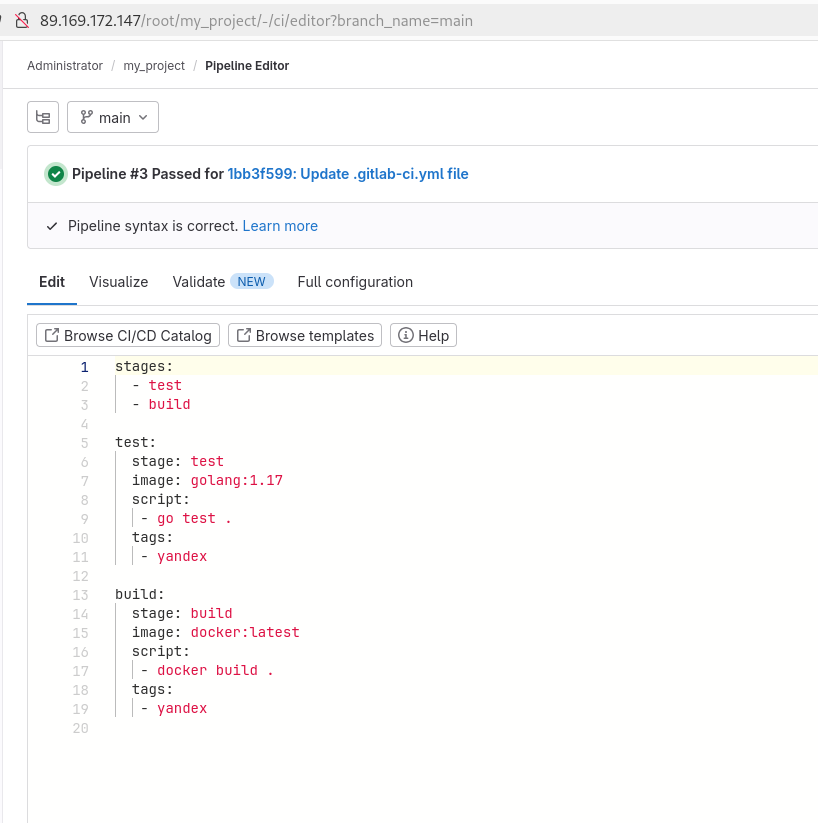 89.169.172.147/root/my_project/-/ci/editor?branch_name=main
Administrator / my_project / Pipeline Editor
main
Pipeline #3 Passed for 1bb3f599: Update .gitlab-ci.yml file
Pipeline syntax is correct. Learn more
Edit Visualize Validate NEW Full configuration
Browse CI/CD Catalog Browse templates Help
1 stages:
2   - test
3   - build
4
5 test:
6   stage: test
7   image: golang:1.17
8   script:
9    - go test .
10   tags:
11    - yandex
12
13 build:
14   stage: build
15   image: docker:latest
16   script:
17    - docker build .
18   tags:
19    - yandex
20